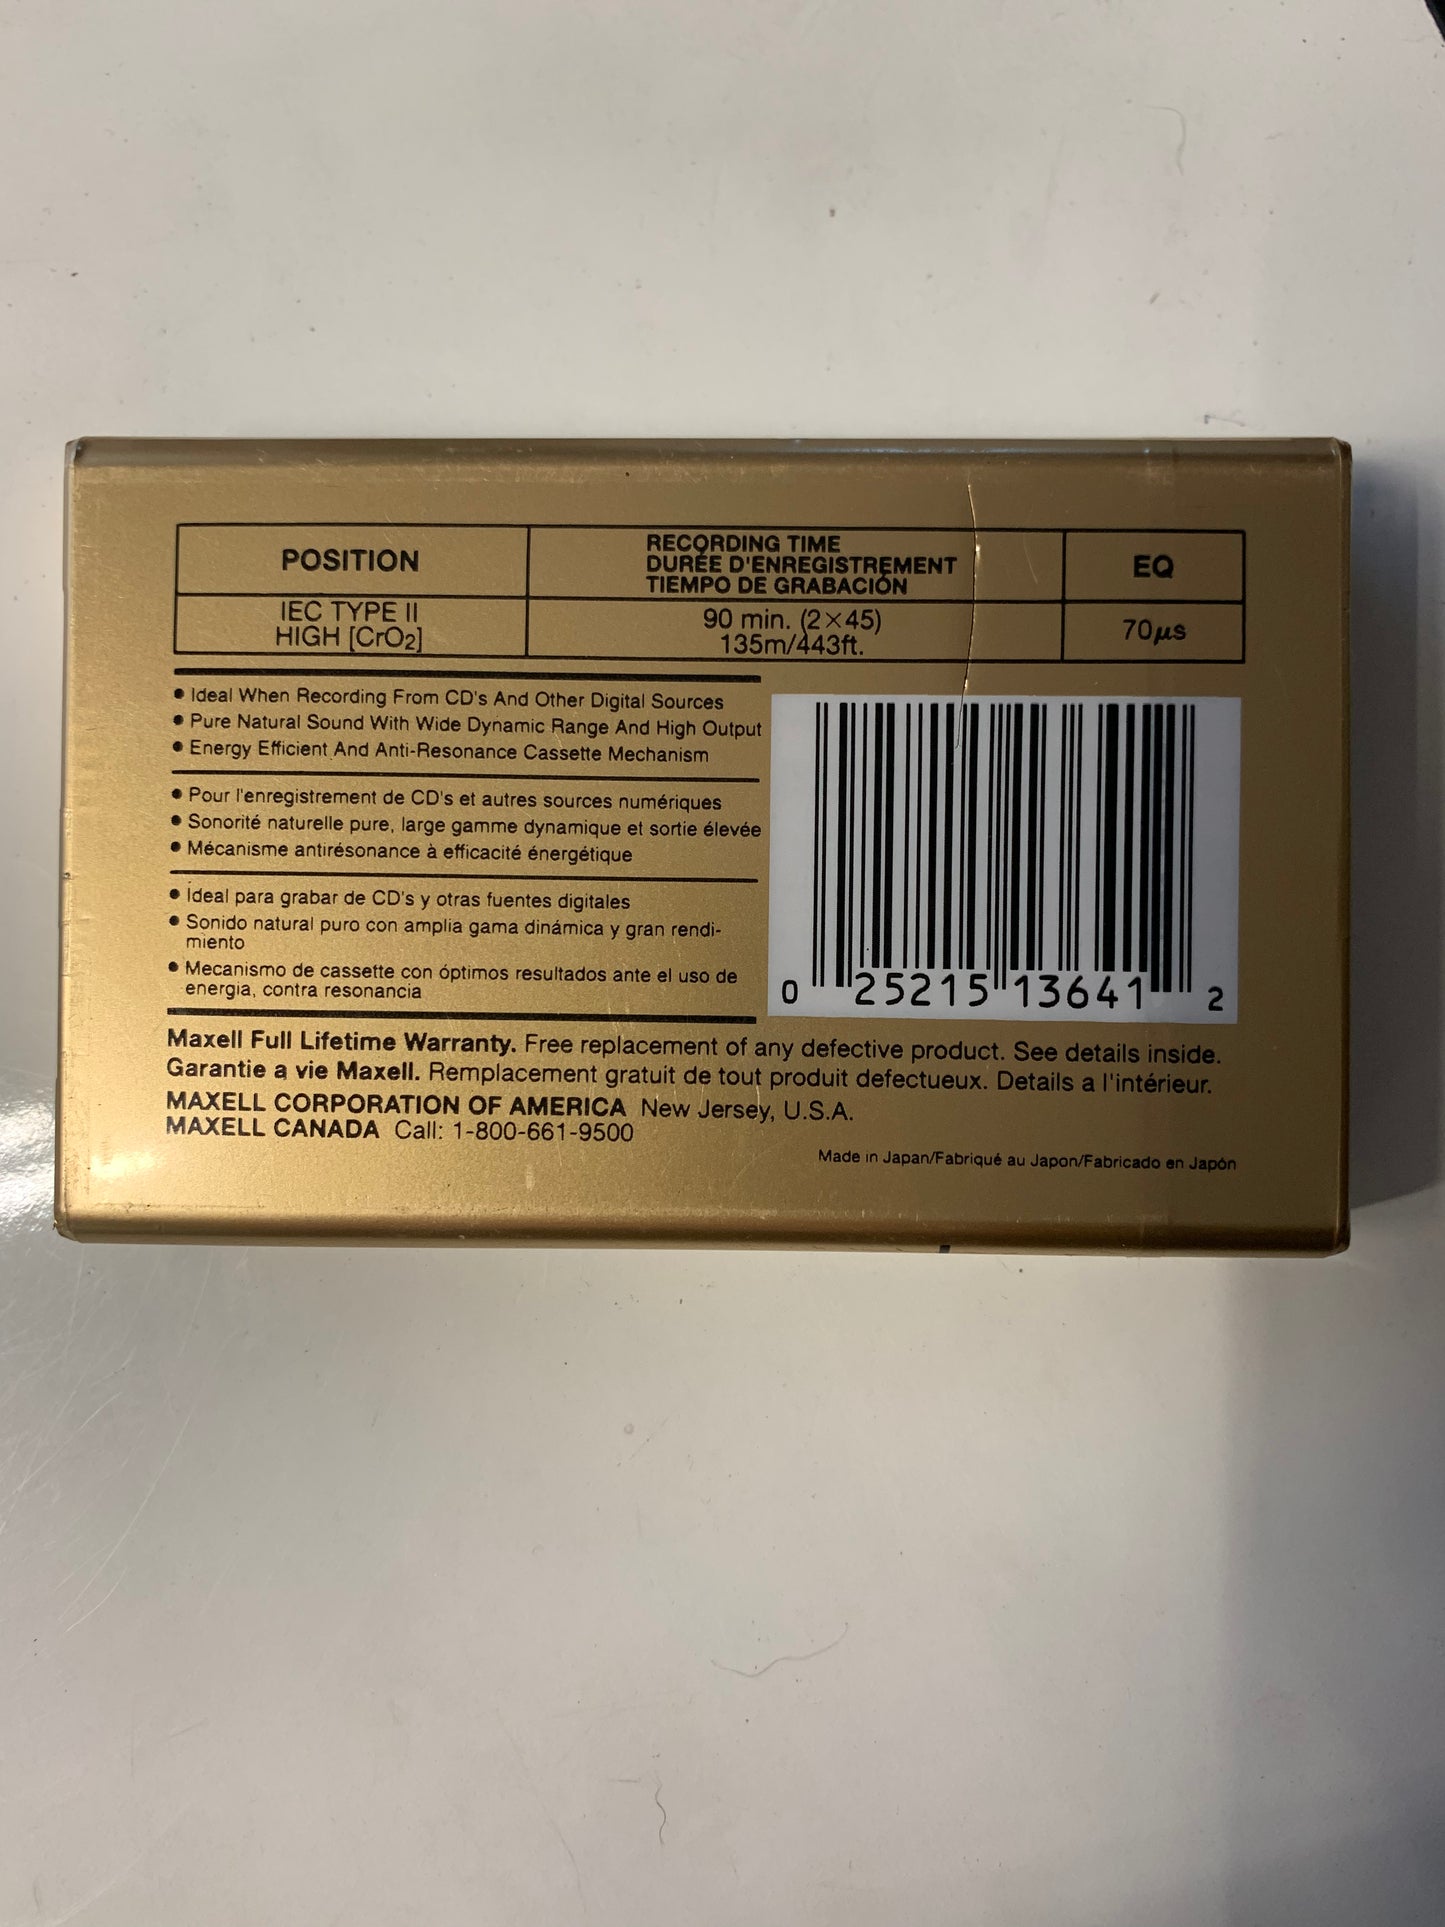 POSITION
RECORDING TIME
DURÉE D'ENREGISTREMENT
TIEMPO DE GRABACIÓN
EQ
IEC TYPE II
HIGH [CrO2]
90 min. (2×45)
135m/443ft.
70μs
• Ideal When Recording From CD's And Other Digital Sources
• Pure Natural Sound With Wide Dynamic Range And High Output
• Energy Efficient And Anti-Resonance Cassette Mechanism
• Pour l'enregistrement de CD's et autres sources numériques
• Sonorité naturelle pure, large gamme dynamique et sortie élevée
• Mécanisme antirésonance à efficacité énergétique
• Ideal para grabar de CD's y otras fuentes digitales
• Sonido natural puro con amplia gama dinámica y gran rendi-
miento
• Mecanismo de cassette con óptimos resultados ante el uso de
energia, contra resonancia
0 25215 13641 2
Maxell Full Lifetime Warranty. Free replacement of any defective product. See details inside.
Garantie a vie Maxell. Remplacement gratuit de tout produit defectueux. Details a l'intérieur.
MAXELL CORPORATION OF AMERICA New Jersey, U.S.A.
MAXELL CANADA Call: 1-800-661-9500
Made in Japan/Fabriqué au Japon/Fabricado en Japón